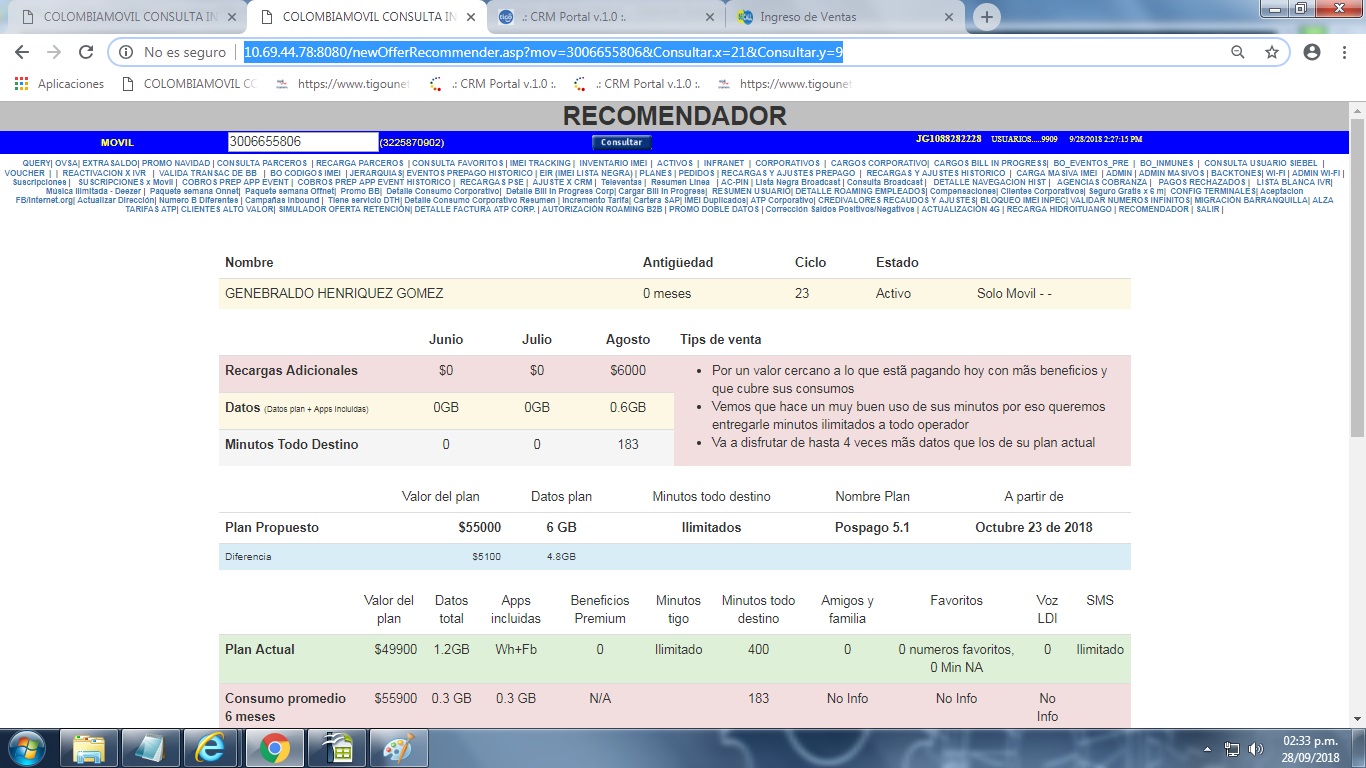 COLOMBIAMOVIL CONSULTA IN
COLOMBIAMOVIL CONSULTA IN
.: CRM Portal v.1.0 :.
Ingreso de Ventas
No es seguro
10.69.44.78:8080/newOfferRecommender.asp?mov=3006655806&Consultar.x=21&Consultar.y=9
Aplicaciones
COLOMBIAMOVIL CO
https://www.tigounet
.: CRM Portal v.1.0 :.
.: CRM Portal v.1.0 :.
https://www.tigounet
RECOMENDADOR
MOVIL
3006655806
(3225870902)
Consultar
JG1088282228 USUARIOS.....9909 9/28/2018 2:27:15 PM
QUERY| OVSA| EXTRASALDO| PROMO NAVIDAD | CONSULTA PARCEROS | RECARGA PARCEROS | CONSULTA FAVORITOS | IMEI TRACKING | INVENTARIO IMEI | ACTIVOS | INFRANET | CORPORATIVOS | CARGOS CORPORATIVO| CARGOS BILL IN PROGRESS| BO_EVENTOS_PRE | BO_INMUNES | CONSULTA USUARIO SIEBEL |
VOUCHER | | REACTIVACION X IVR | VALIDA TRANSAC DE BB | BO CODIGOS IMEI |JERARQUIAS| EVENTOS PREPAGO HISTORICO | EIR (IMEI LISTA NEGRA) | PLANES | PEDIDOS | RECARGAS Y AJUSTES PREPAGO | RECARGAS Y AJUSTES HISTORICO | CARGA MASIVA IMEI | ADMIN | ADMIN MASIVOS | BACKTONES| WI-FI | ADMIN WI-FI |
Suscripciones | SUSCRIPCIONES x Movil | COBROS PREP APP EVENT | COBROS PREP APP EVENT HISTORICO | RECARGAS PSE | AJUSTE X CRM | Televentas | Resumen Linea | AC-PIN | Lista Negra Broadcast | Consulta Broadcast | DETALLE NAVEGACION HIST | AGENCIAS COBRANZA | PAGOS RECHAZADOS | LISTA BLANCA IVR|
Musica Ilimitada - Deezer | Paquete semana Onnet| Paquete semana Offnet| Promo BB| Detalle Consumo Corporativo| Detalle Bill In Progress Corp| Cargar Bill In Progress| RESUMEN USUARIO| DETALLE ROAMING EMPLEADOS| Compensaciones| Clientes Corporativos| Seguro Gratis x 6 m| CONFIG TERMINALES| Aceptacion
FB/Internet.org| Actualizar Dirección| Numero B Diferentes | Campañas Inbound | Tiene servicio DTH| Detalle Consumo Corporativo Resumen | Incremento Tarifa| Cartera SAP| IMEI Duplicados| ATP Corporativo| CREDIVALORES RECAUDOS Y AJUSTES| BLOQUEO IMEI INPEC| VALIDAR NUMEROS INFINITOS| MIGRACIÓN BARRANQUILLA| ALZA
TARIFAS ATP| CLIENTES ALTO VALOR| SIMULADOR OFERTA RETENCIÓN| DETALLE FACTURA ATP CORP. | AUTORIZACIÓN ROAMING B2B | PROMO DOBLE DATOS | Corrección Saldos Positivos/Negativos | ACTUALIZACIÓN 4G | RECARGA HIDROITUANGO | RECOMENDADOR | SALIR |
Nombre Antigüedad Ciclo Estado
GENEBRALDO HENRIQUEZ GOMEZ 0 meses 23 Activo Solo Movil - -
Junio Julio Agosto Tips de venta
Recargas Adicionales $0 $0 $6000
Datos (Datos plan + Apps incluidas) 0GB 0GB 0.6GB
Minutos Todo Destino 0 0 183
Por un valor cercano a lo que estã pagando hoy con mãs beneficios y
que cubre sus consumos
Vemos que hace un muy buen uso de sus minutos por eso queremos
entregarle minutos ilimitados a todo operador
Va a disfrutar de hasta 4 veces mãs datos que los de su plan actual
Valor del plan Datos plan Minutos todo destino Nombre Plan A partir de
Plan Propuesto $55000 6 GB Ilimitados Pospago 5.1 Octubre 23 de 2018
Diferencia $5100 4.8GB
Valor del Datos Apps Beneficios Minutos Minutos todo Amigos y Favoritos Voz SMS
plan total incluidas Premium tigo destino familia LDI
Plan Actual $49900 1.2GB Wh+Fb 0 Ilimitado 400 0 0 numeros favoritos, 0 Ilimitado
0 Min NA
Consumo promedio $55900 0.3 GB 0.3 GB N/A 183 No Info No Info No
6 meses Info
02:33 p.m.
28/09/2018